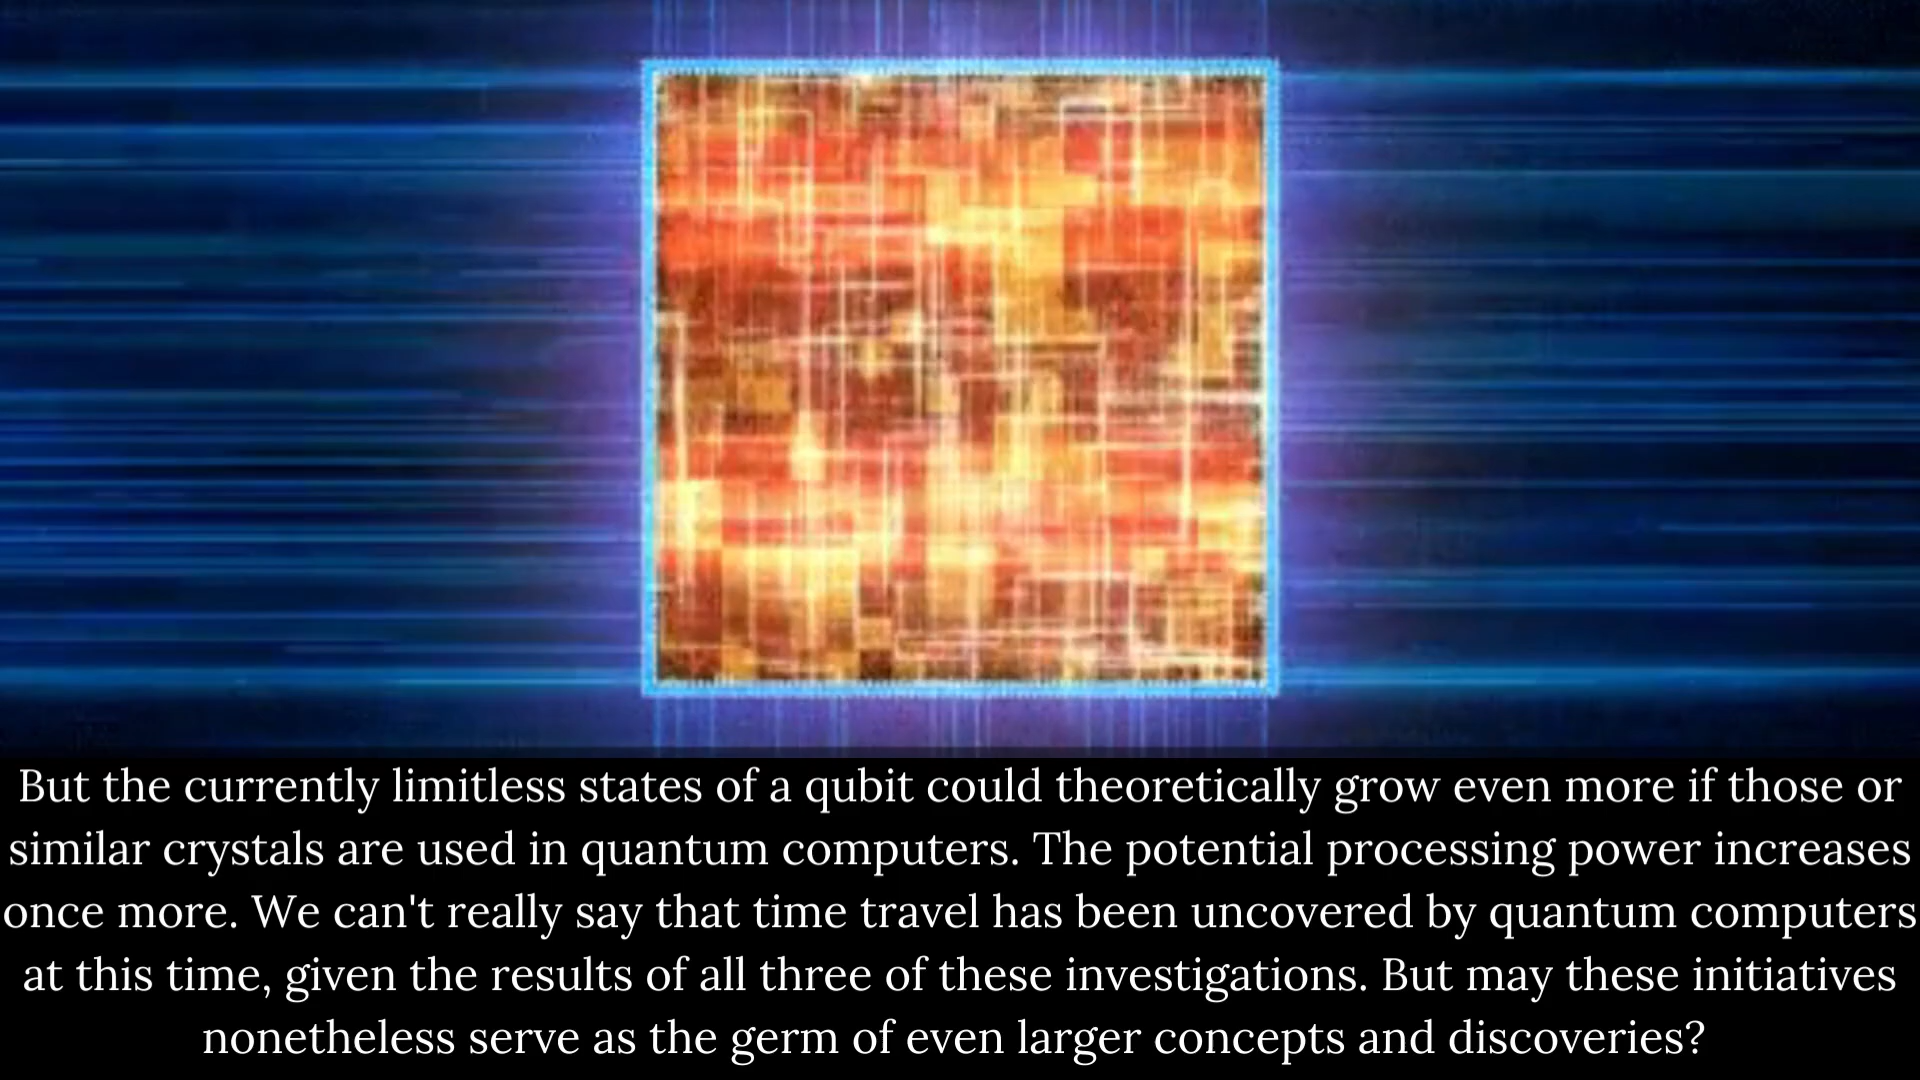 But the currently limitless states of a qubit could theoretically grow even more if those or
similar crystals are used in quantum computers. The potential processing power increases
once more. We can't really say that time travel has been uncovered by quantum computers
at this time, given the results of all three of these investigations. But may these initiatives
nonetheless serve as the germ of even larger concepts and discoveries?